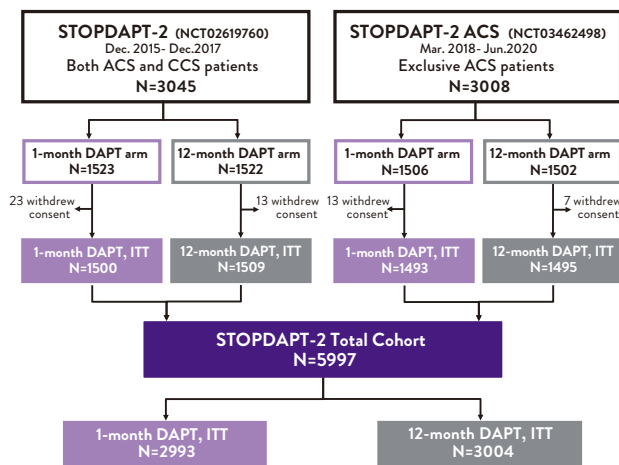 STOPDAPT-2 (NCT02619760)
Dec. 2015- Dec.2017
Both ACS and CCS patients
N=3045
STOPDAPT-2 ACS (NCT03462498)
Mar. 2018- Jun.2020
Exclusive ACS patients
N=3008
1-month DAPT arm
N=1523
12-month DAPT arm
N=1522
1-month DAPT arm
N=1506
12-month DAPT arm
N=1502
23 withdrew
consent
13 withdrew
consent
13 withdrew
consent
7 withdrew
consent
1-month DAPT, ITT
N=1500
12-month DAPT, ITT
N=1509
1-month DAPT, ITT
N=1493
12-month DAPT, ITT
N=1495
STOPDAPT-2 Total Cohort
N=5997
1-month DAPT, ITT
N=2993
12-month DAPT, ITT
N=3004